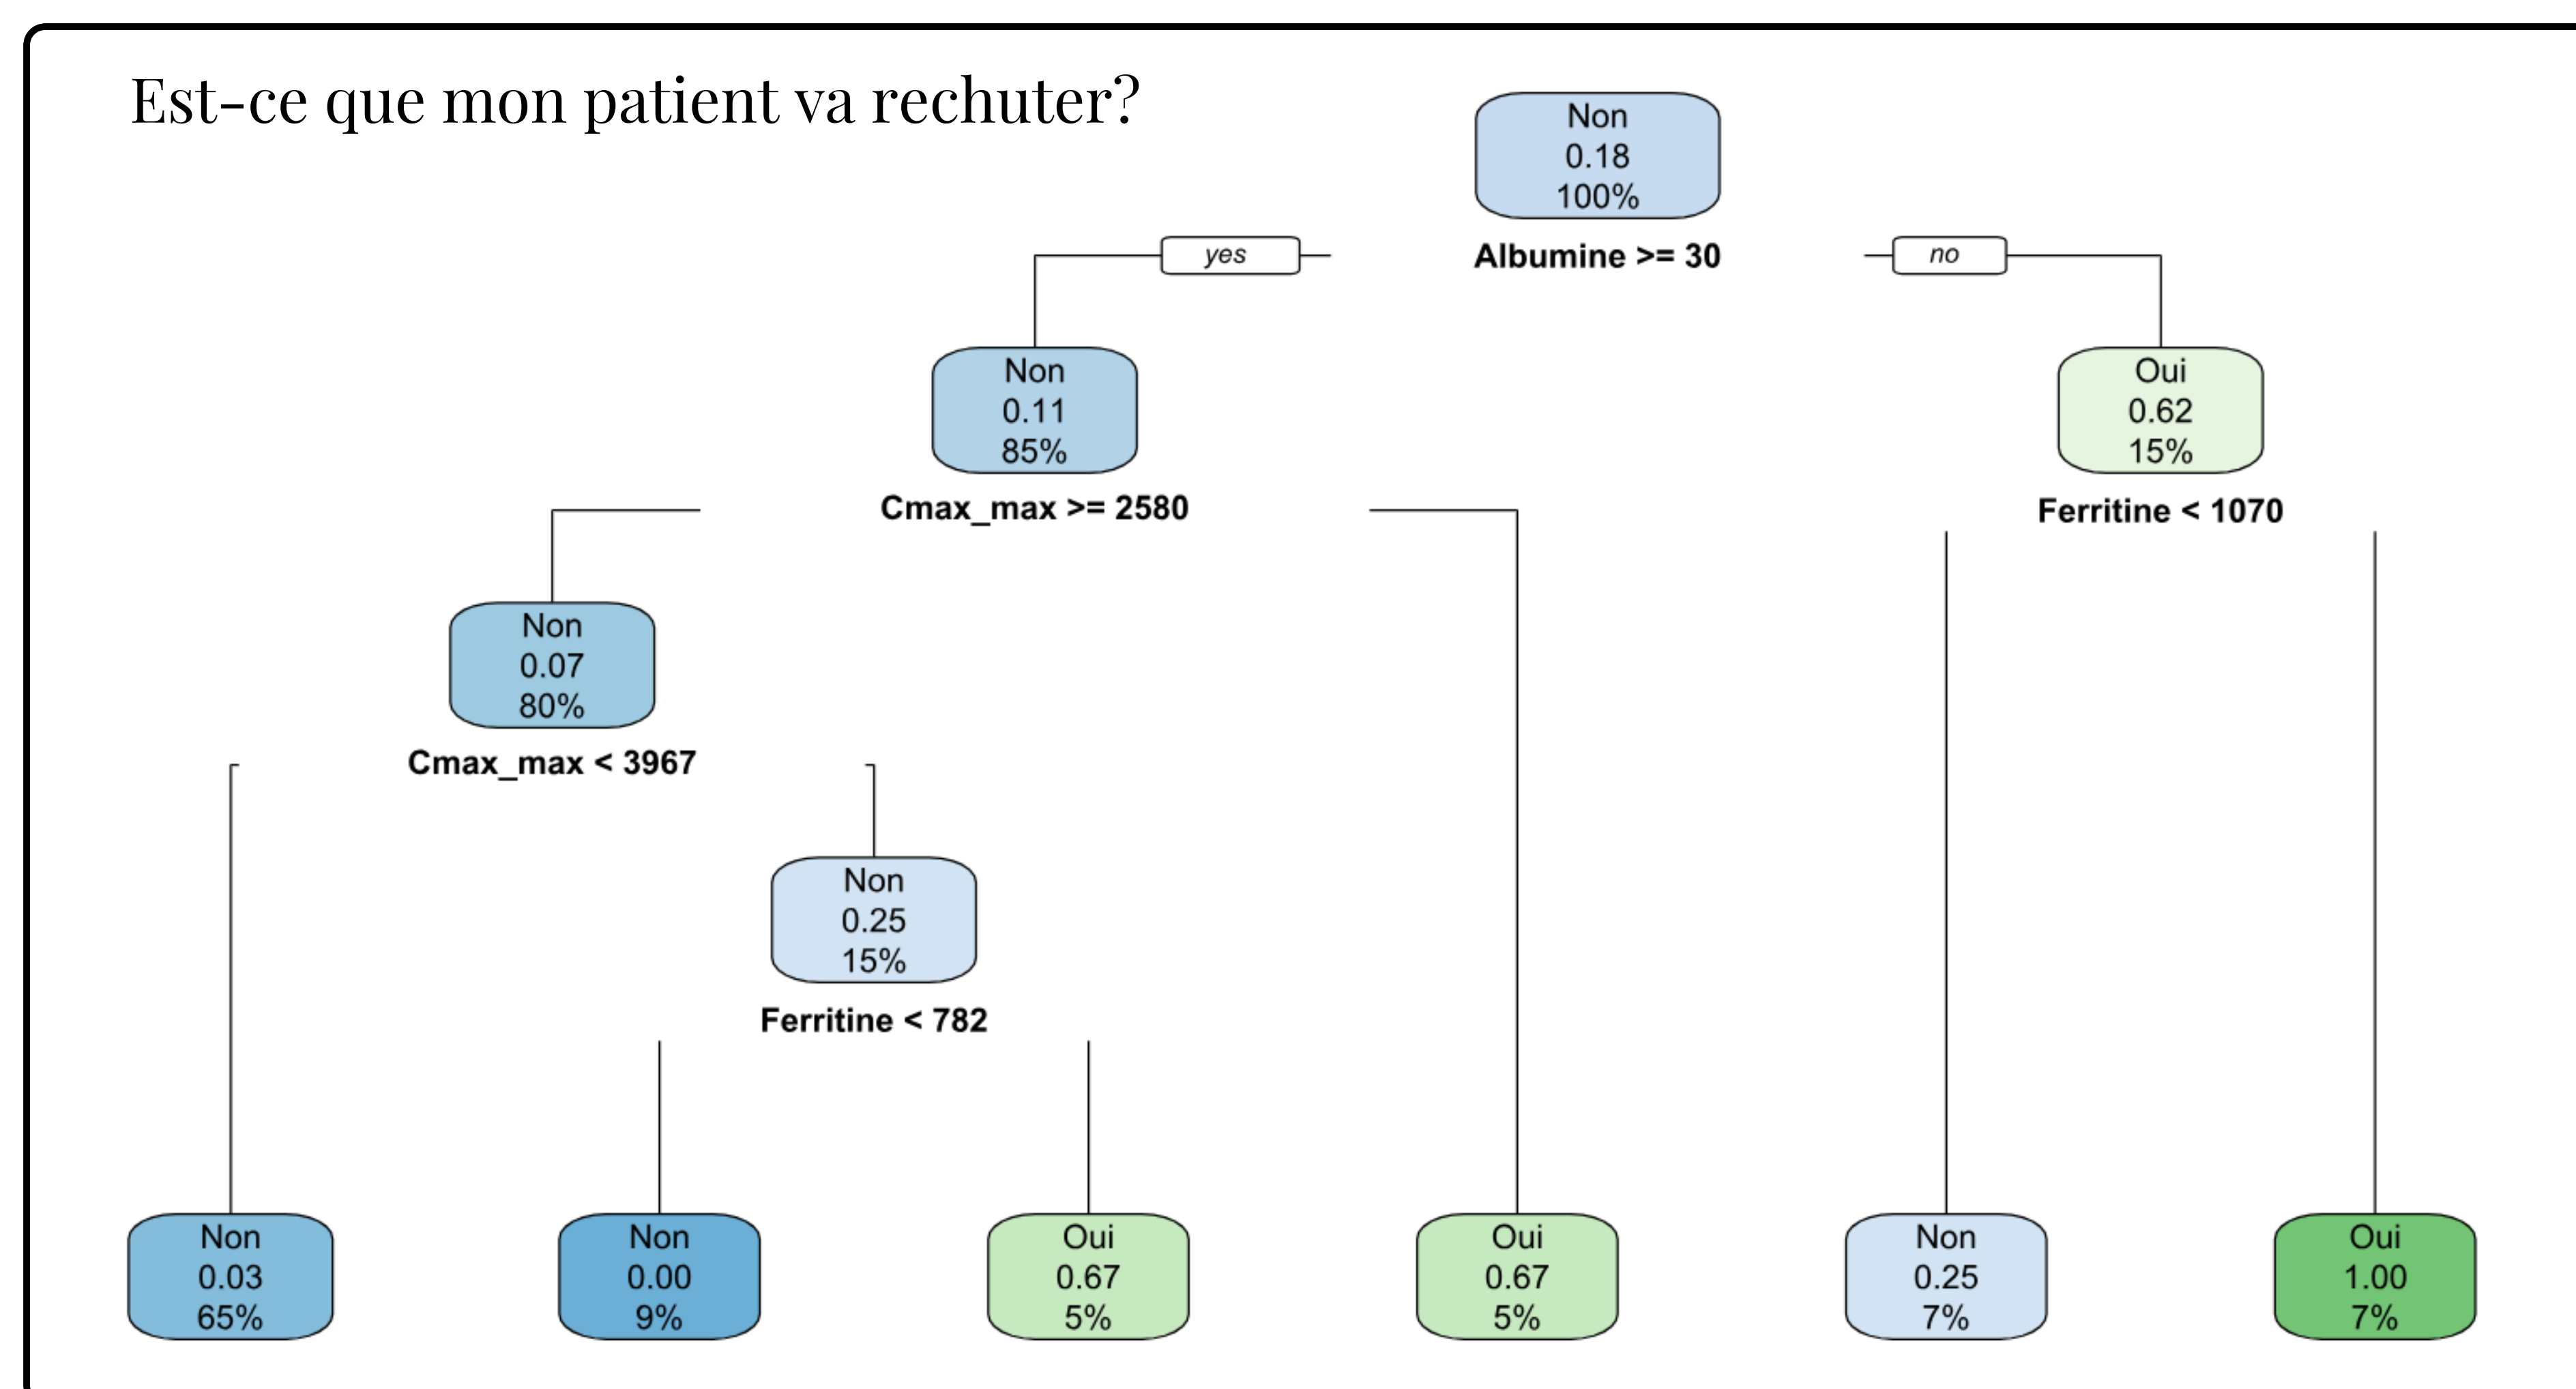 Est-ce que mon patient va rechuter?
Non
0.18
100%
yes
Albumine >= 30
no
Non
0.11
85%
Oui
0.62
15%
Cmax_max >= 2580
Ferritine < 1070
Non
0.07
80%
Cmax_max < 3967
Non
0.25
15%
Ferritine < 782
Non
0.03
65%
Non
0.00
9%
Oui
0.67
5%
Oui
0.67
5%
Non
0.25
7%
Oui
1.00
7%